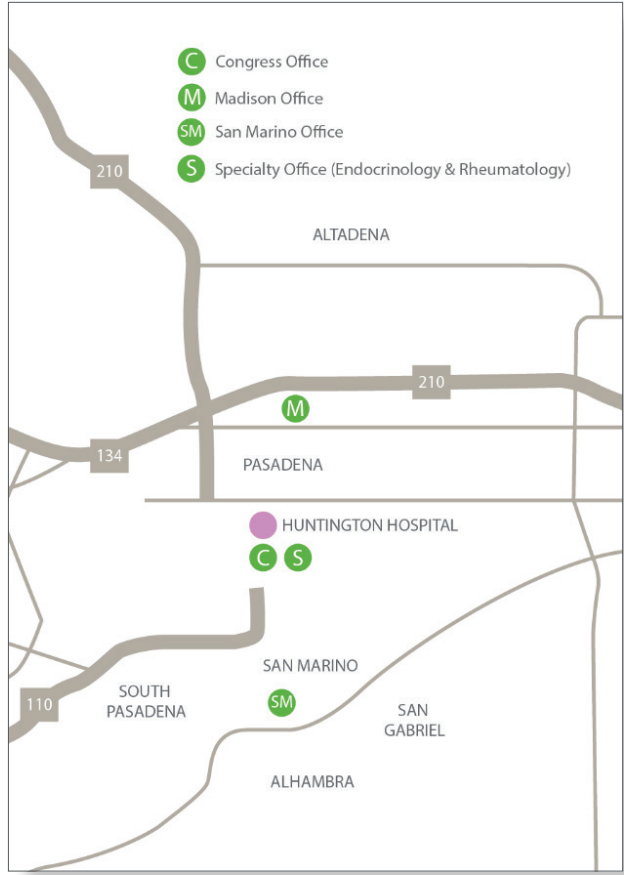 C Congress Office
M Madison Office
SM San Marino Office
S Specialty Office (Endocrinology & Rheumatology)
210
ALTADENA
210
M
134
PASADENA
HUNTINGTON HOSPITAL
C S
SAN MARINO
SOUTH
PASADENA
110
SM
SAN
GABRIEL
ALHAMBRA